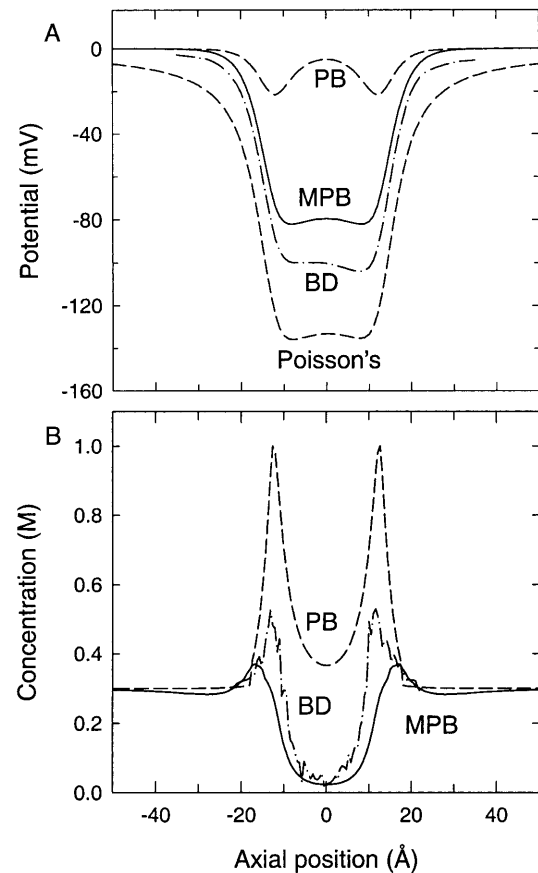 A
0
-40
-80
-120
-160
Potential (mV)
PB
MPB
BD
Poisson's
B
1.0
0.8
0.6
0.4
0.2
0.0
Concentration (M)
PB
BD
MPB
-40
-20
0
20
40
Axial position (Å)